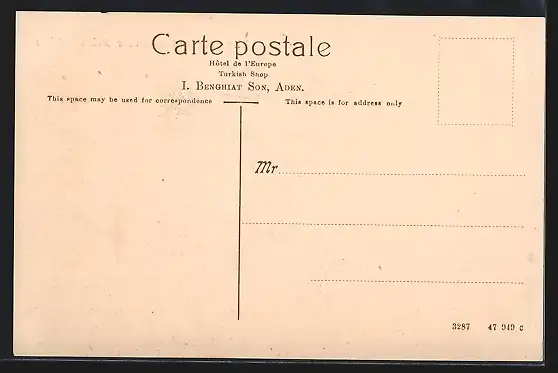 Carte postale
Hôtel de l'Europe
Turkish Shop
I. Benghiat Son, Aden.
This space may be used for correspondence
This space is for address only
Mr
3287 47 949 c